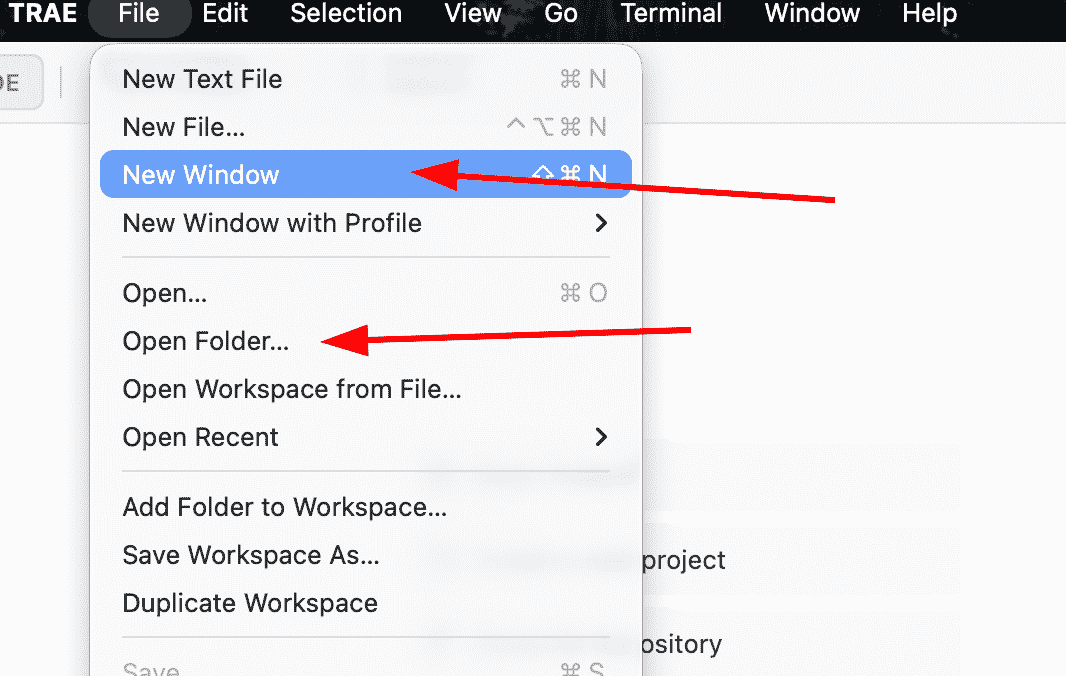 TRAE File Edit Selection View Go Terminal Window Help
DE
New Text File ⌘ N
New File... ^ ⌥ ⌘ N
New Window ⇧ ⌘ N
New Window with Profile >
Open... ⌘ O
Open Folder...
Open Workspace from File...
Open Recent >
Add Folder to Workspace...
Save Workspace As...
project
Duplicate Workspace
ository
Save ⌘ S